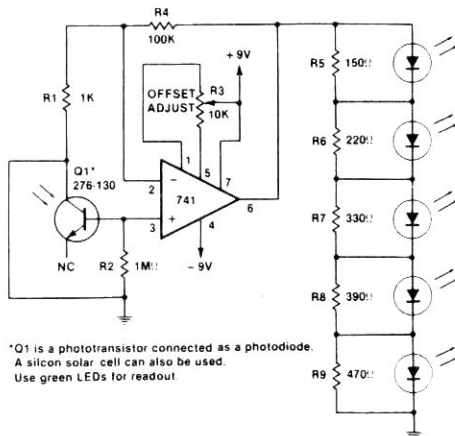 R4
100K
+9V
R5
150Ω
R1
1K
OFFSET
ADJUST
R3
10K
R6
220Ω
Q1*
276-130
1
5
7
2
−
741
6
3
+
4
R7
330Ω
NC
R2
1MΩ
−9V
R8
390Ω
*Q1 is a phototransistor connected as a photodiode.
A silcon solar cell can also be used.
Use green LEDs for readout.
R9
470Ω